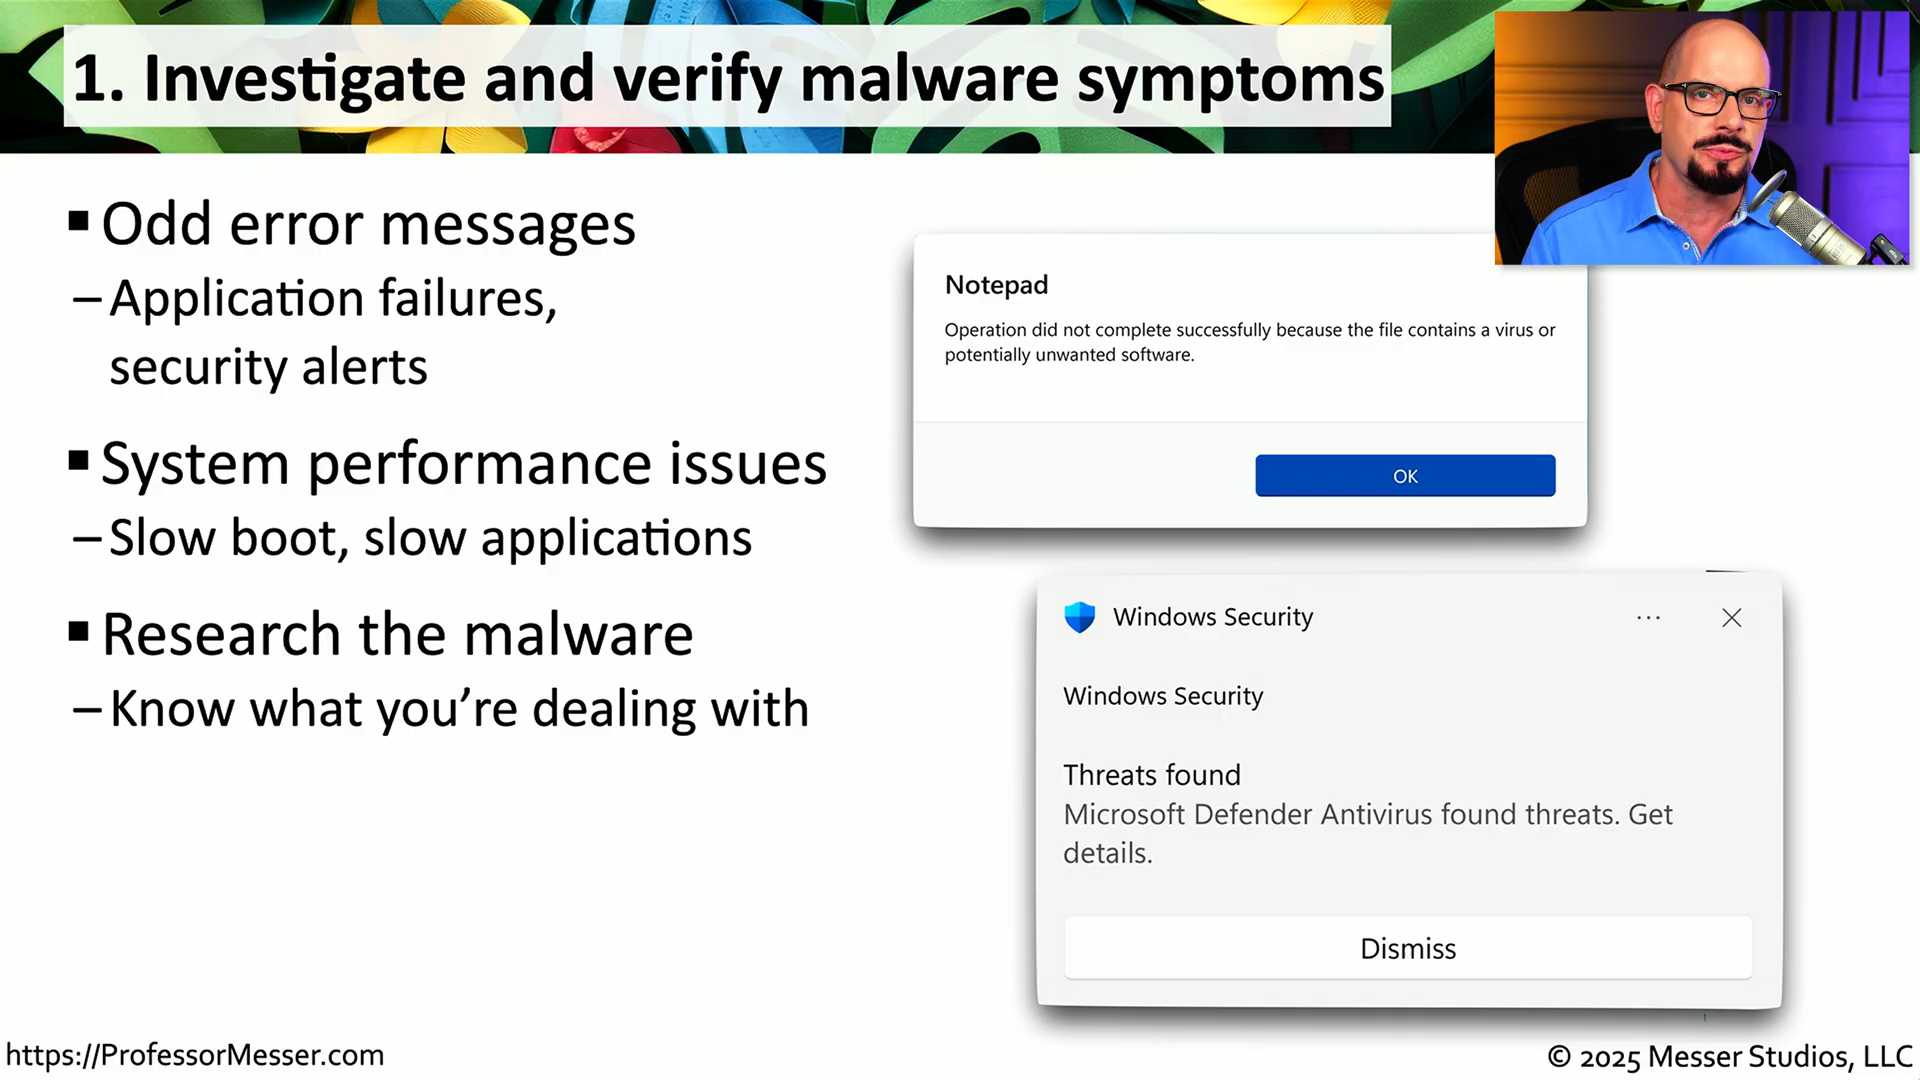 1. Investigate and verify malware symptoms
▪ Odd error messages
– Application failures,
security alerts
▪ System performance issues
– Slow boot, slow applications
▪ Research the malware
– Know what you’re dealing with
Notepad
Operation did not complete successfully because the file contains a virus or
potentially unwanted software.
OK
Windows Security
Windows Security
Threats found
Microsoft Defender Antivirus found threats. Get
details.
Dismiss
https://ProfessorMesser.com
© 2025 Messer Studios, LLC